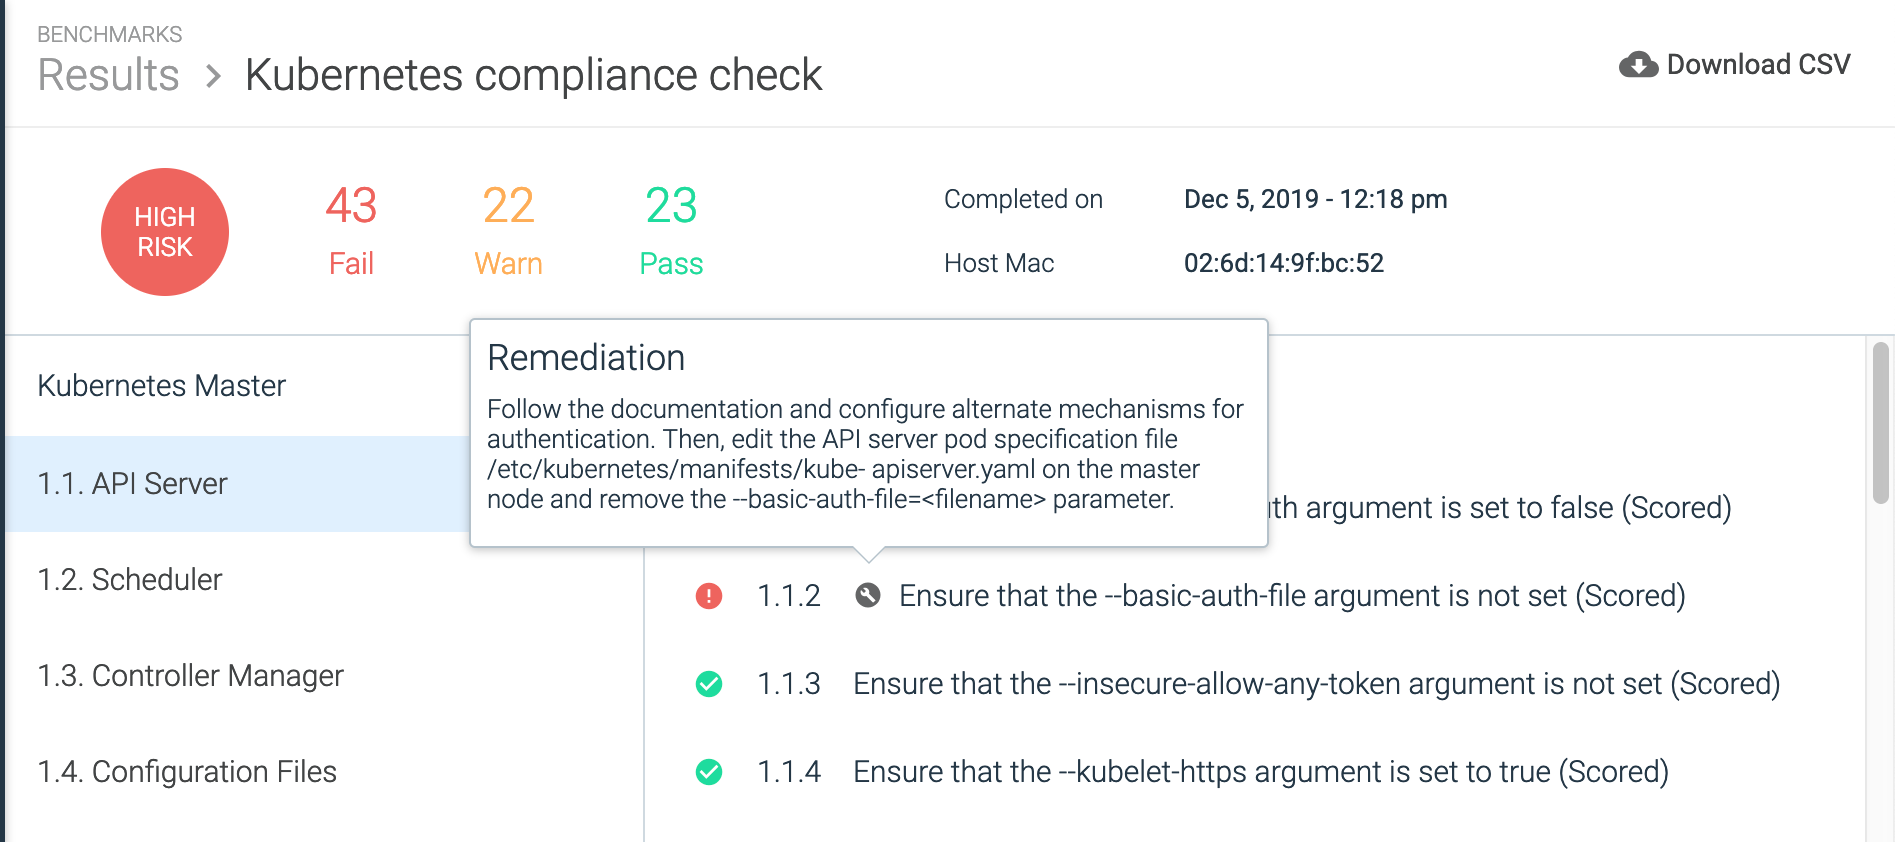 BENCHMARKS
Results > Kubernetes compliance check
Download CSV
HIGH
RISK
43
Fail
22
Warn
23
Pass
Completed on Dec 5, 2019 - 12:18 pm
Host Mac 02:6d:14:9f:bc:52
Kubernetes Master
1.1. API Server
1.2. Scheduler
1.3. Controller Manager
1.4. Configuration Files
Remediation
Follow the documentation and configure alternate mechanisms for
authentication. Then, edit the API server pod specification file
/etc/kubernetes/manifests/kube- apiserver.yaml on the master
node and remove the --basic-auth-file=<filename> parameter.
argument is set to false (Scored)
1.1.2 Ensure that the --basic-auth-file argument is not set (Scored)
1.1.3 Ensure that the --insecure-allow-any-token argument is not set (Scored)
1.1.4 Ensure that the --kubelet-https argument is set to true (Scored)